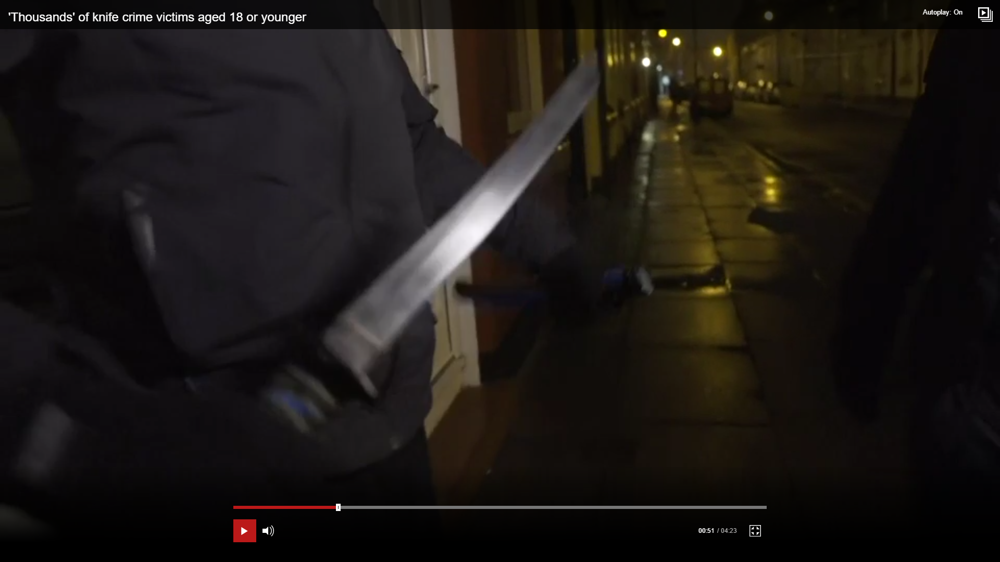 'Thousands' of knife crime victims aged 18 or younger
Autoplay: On
00:51 / 04:23